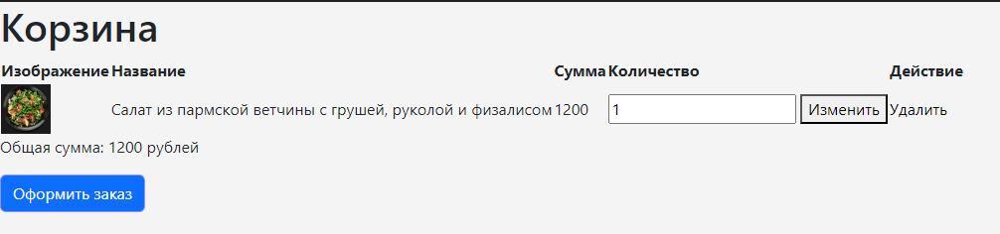 Корзина
Изображение Название Сумма Количество Действие
Салат из пармской ветчины с грушей, руколой и физалисом 1200 1 Изменить Удалить
Общая сумма: 1200 рублей
Оформить заказ